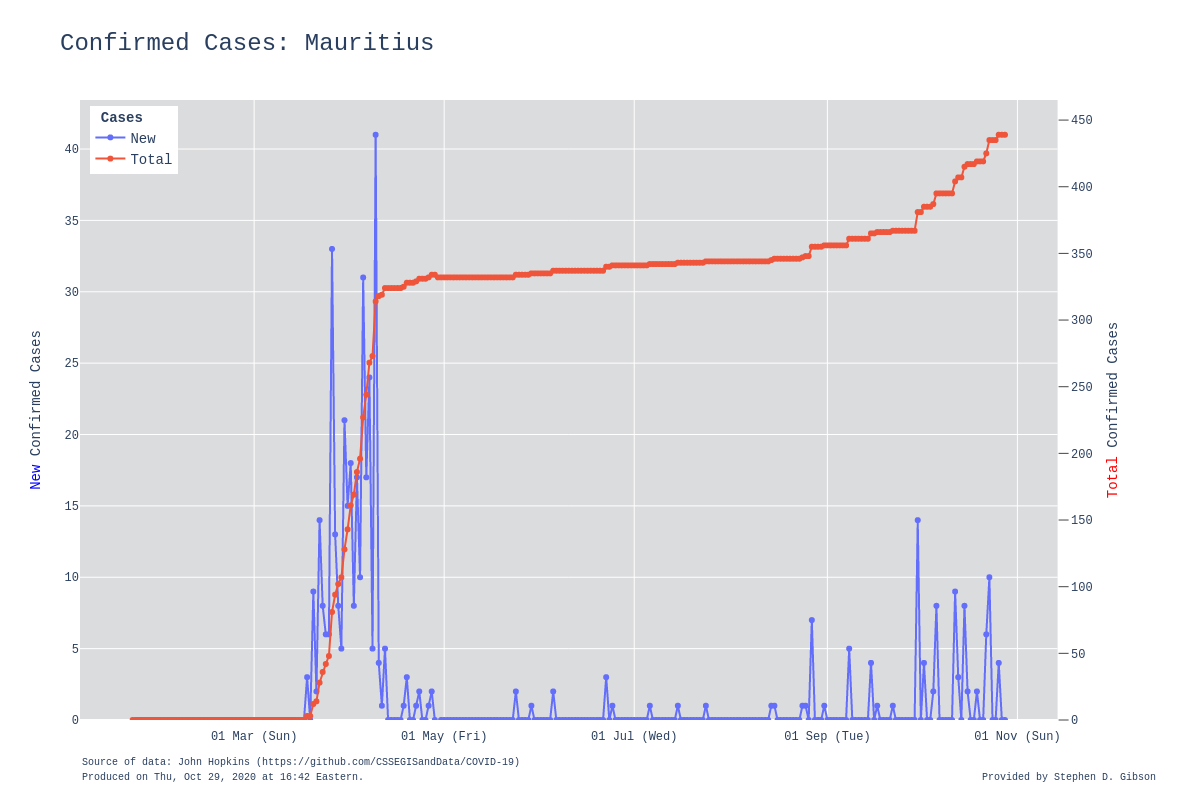 Confirmed Cases: Mauritius
Cases
New
Total
40
35
30
25
20
15
10
5
0
New Confirmed Cases
450
400
350
300
250
200
150
100
50
0
Total Confirmed Cases
01 Mar (Sun)
01 May (Fri)
01 Jul (Wed)
01 Sep (Tue)
01 Nov (Sun)
Source of data: John Hopkins (https://github.com/CSSEGISandData/COVID-19)
Produced on Thu, Oct 29, 2020 at 16:42 Eastern.
Provided by Stephen D. Gibson